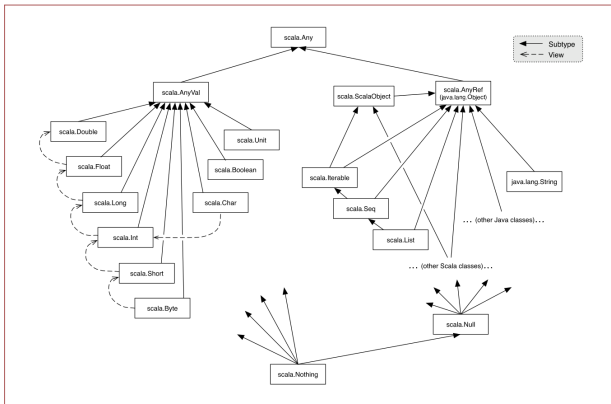 scala.Any
Subtype
View
scala.AnyVal
scala.ScalaObject
scala.AnyRef
(java.lang.Object)
scala.Double
scala.Unit
scala.Float
scala.Boolean
scala.Iterable
java.lang.String
scala.Long
scala.Char
scala.Seq
... (other Java classes)...
scala.Int
scala.List
... (other Scala classes)...
scala.Short
scala.Byte
scala.Null
scala.Nothing